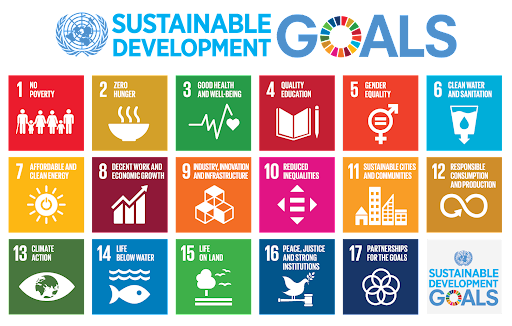 SUSTAINABLE
DEVELOPMENT
GOALS
1 NO
POVERTY
2 ZERO
HUNGER
3 GOOD HEALTH
AND WELL-BEING
4 QUALITY
EDUCATION
5 GENDER
EQUALITY
6 CLEAN WATER
AND SANITATION
7 AFFORDABLE AND
CLEAN ENERGY
8 DECENT WORK AND
ECONOMIC GROWTH
9 INDUSTRY, INNOVATION
AND INFRASTRUCTURE
10 REDUCED
INEQUALITIES
11 SUSTAINABLE CITIES
AND COMMUNITIES
12 RESPONSIBLE
CONSUMPTION
AND PRODUCTION
13 CLIMATE
ACTION
14 LIFE
BELOW WATER
15 LIFE
ON LAND
16 PEACE, JUSTICE
AND STRONG
INSTITUTIONS
17 PARTNERSHIPS
FOR THE GOALS
SUSTAINABLE
DEVELOPMENT
GOALS